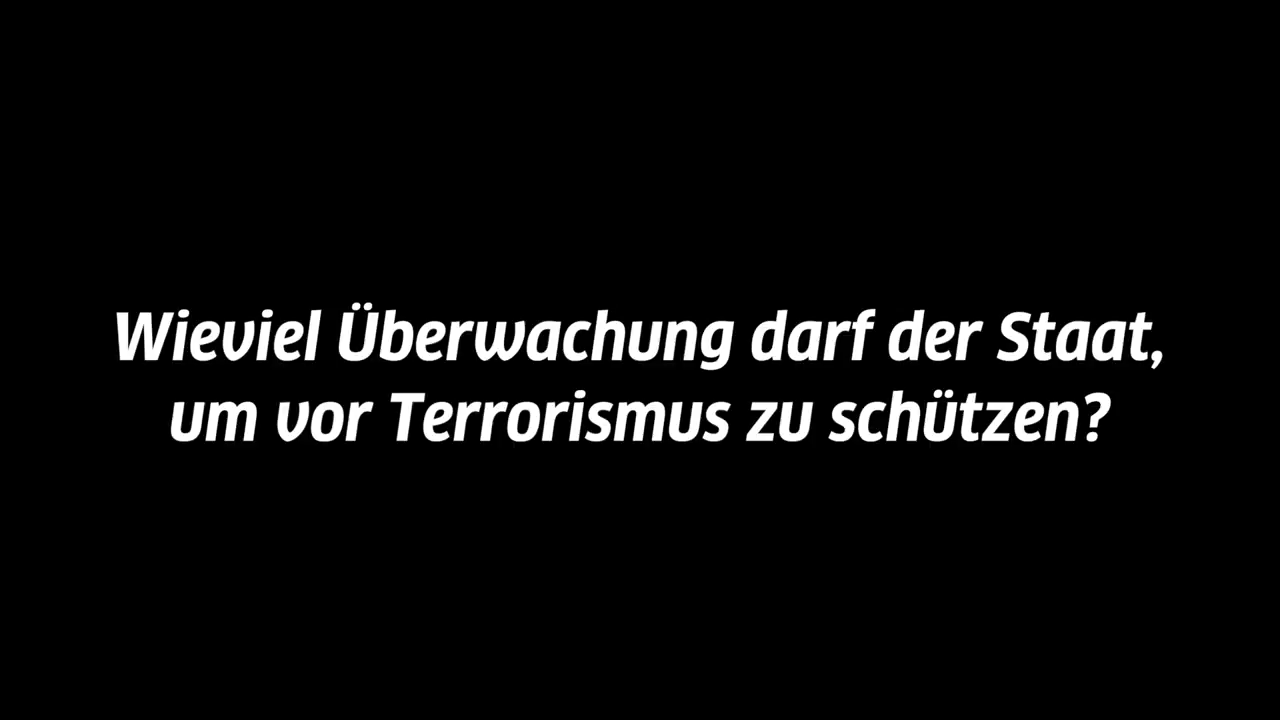 Wieviel Überwachung darf der Staat,
um vor Terrorismus zu schützen?